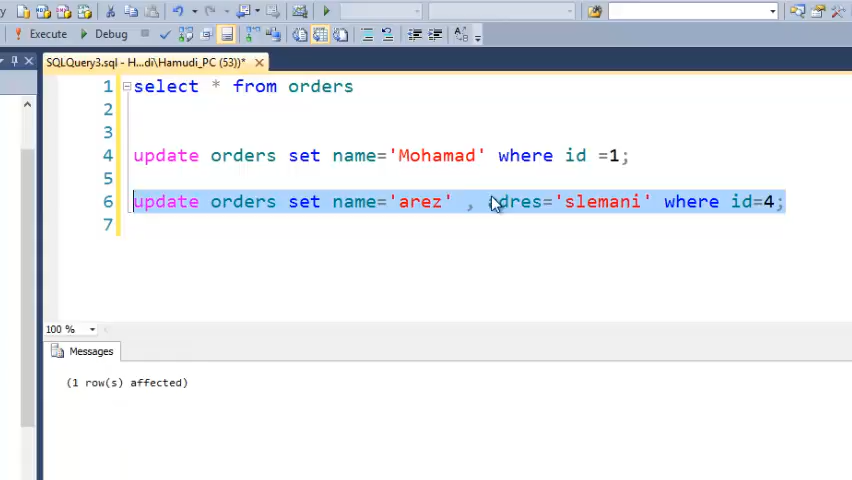 Execute Debug
SQLQuery3.sql - H...di\Hamudi_PC (53))*
1 select * from orders
2
3
4 update orders set name='Mohamad' where id =1;
5
6 update orders set name='arez' , adres='slemani' where id=4;
7
100 %
Messages
(1 row(s) affected)